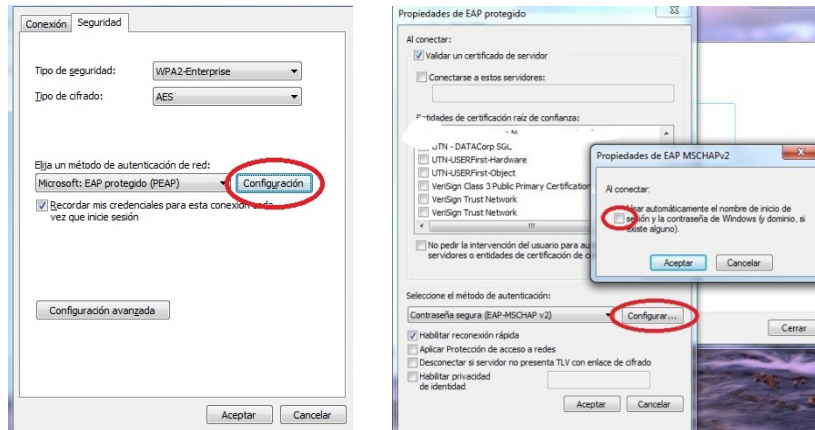 Conexión Seguridad
Tipo de seguridad: WPA2-Enterprise
Tipo de cifrado: AES
Elija un método de autenticación de red:
Microsoft: EAP protegido (PEAP) Configuración
Recordar mis credenciales para esta conexión cada
vez que inicie sesión
Configuración avanzada
Aceptar Cancelar
Propiedades de EAP protegido
Al conectar:
Validar un certificado de servidor
Conectarse a estos servidores:
Entidades de certificación raíz de confianza:
UTN - DATACorp SGC
UTN-USERFirst-Hardware
UTN-USERFirst-Object
VeriSign Class 3 Public Primary Certification
VeriSign Trust Network
VeriSign Trust Network
No pedir la intervención del usuario para
servidores o entidades de certificación de
Seleccione el método de autenticación:
Contraseña segura (EAP-MSCHAP v2) Configurar...
Habilitar reconexión rápida
Aplicar Protección de acceso a redes
Desconectar si servidor no presenta TLV con enlace de cifrado
Habilitar privacidad
de identidad
Aceptar Cancelar
Propiedades de EAP MSCHAPv2
Al conectar:
Usar automáticamente el nombre de inicio de
sesión y la contraseña de Windows (y dominio, si
existe alguno).
Aceptar Cancelar
Cerrar